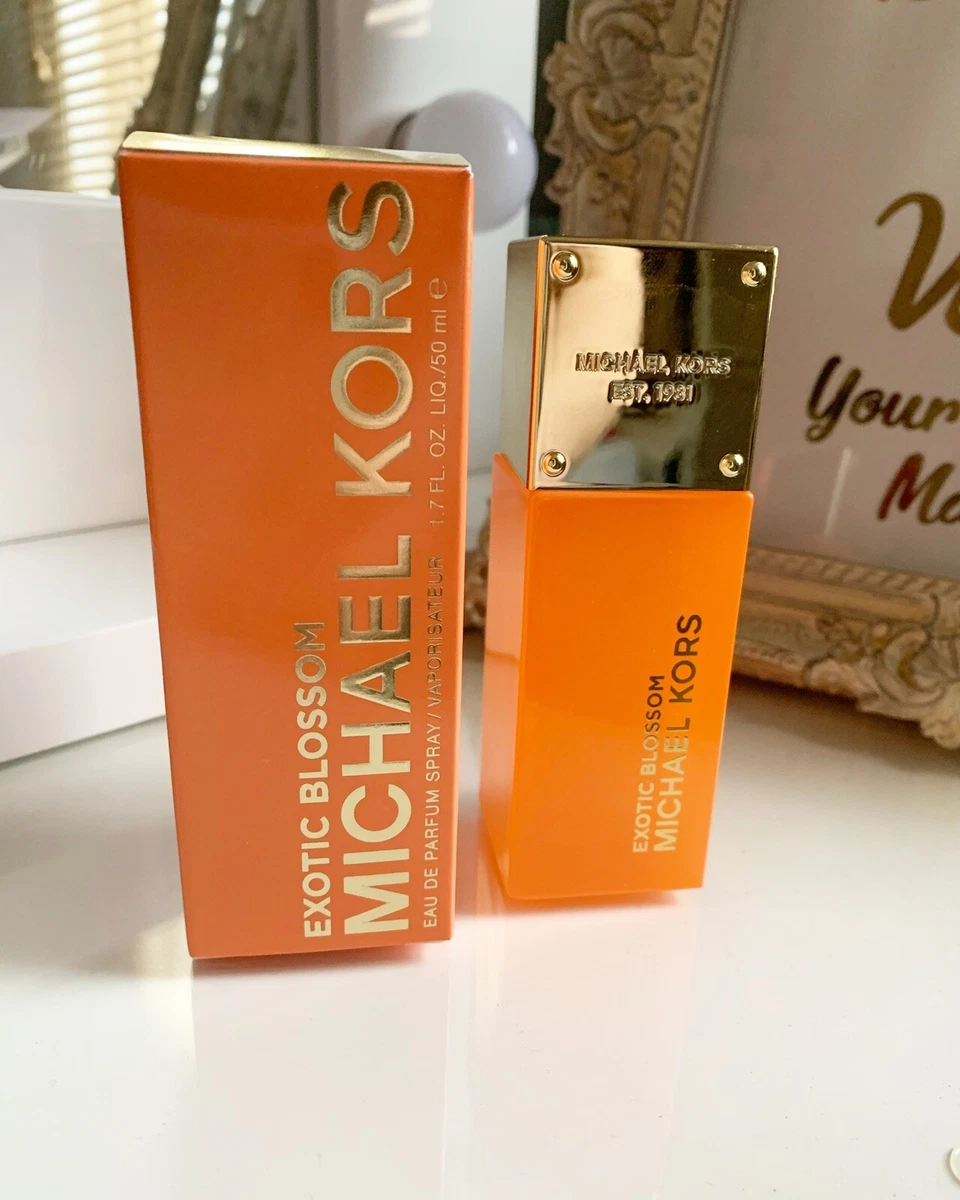 EXOTIC BLOSSOM
MICHAEL KORS
EAU DE PARFUM SPRAY / VAPORISATEUR 1.7 FL. OZ. LIQ./50 ml e
MICHAEL KORS
EST. 1981
EXOTIC BLOSSOM
MICHAEL KORS
Your